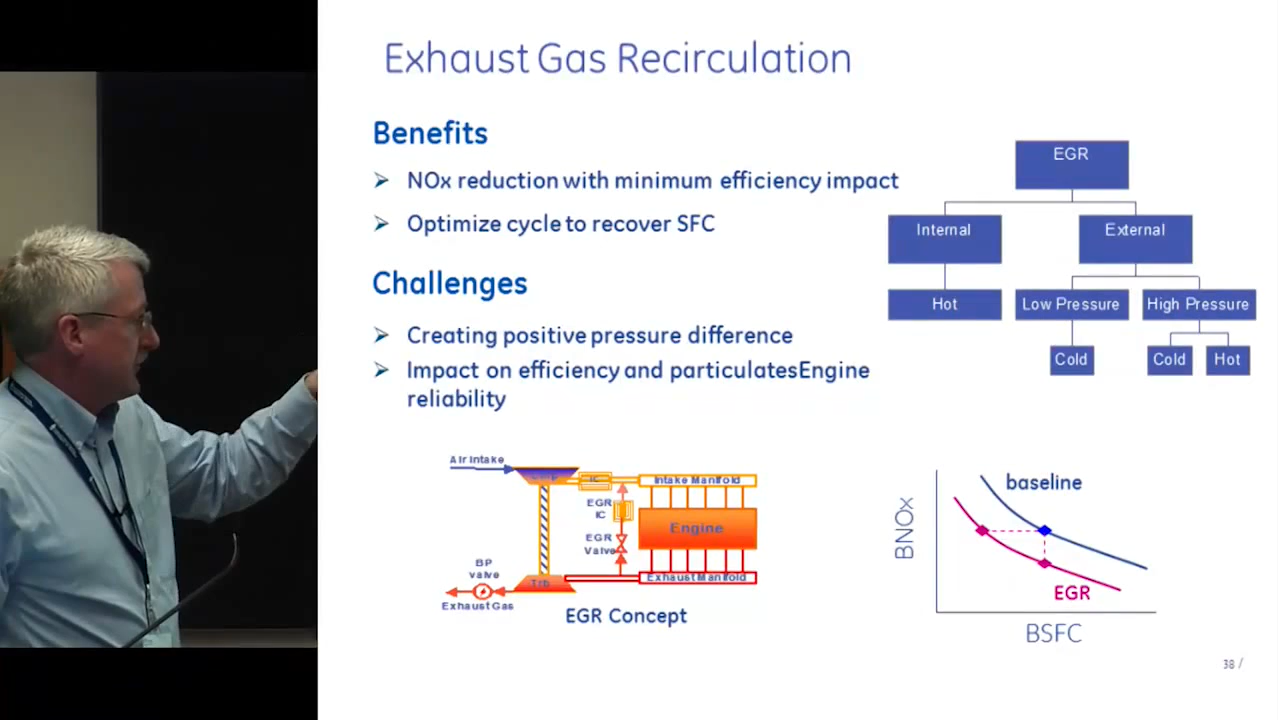 Exhaust Gas Recirculation
Benefits
NOx reduction with minimum efficiency impact
Optimize cycle to recover SFC
Challenges
Creating positive pressure difference
Impact on efficiency and particulatesEngine
reliability
EGR
Internal
External
Hot
Low Pressure
High Pressure
Cold
Cold
Hot
Air Intake
IC
Intake Manifold
EGR
IC
Engine
EGR
Valve
BP
valve
Trb
Exhaust Manifold
Exhaust Gas
EGR Concept
baseline
BNOx
EGR
BSFC
38 /